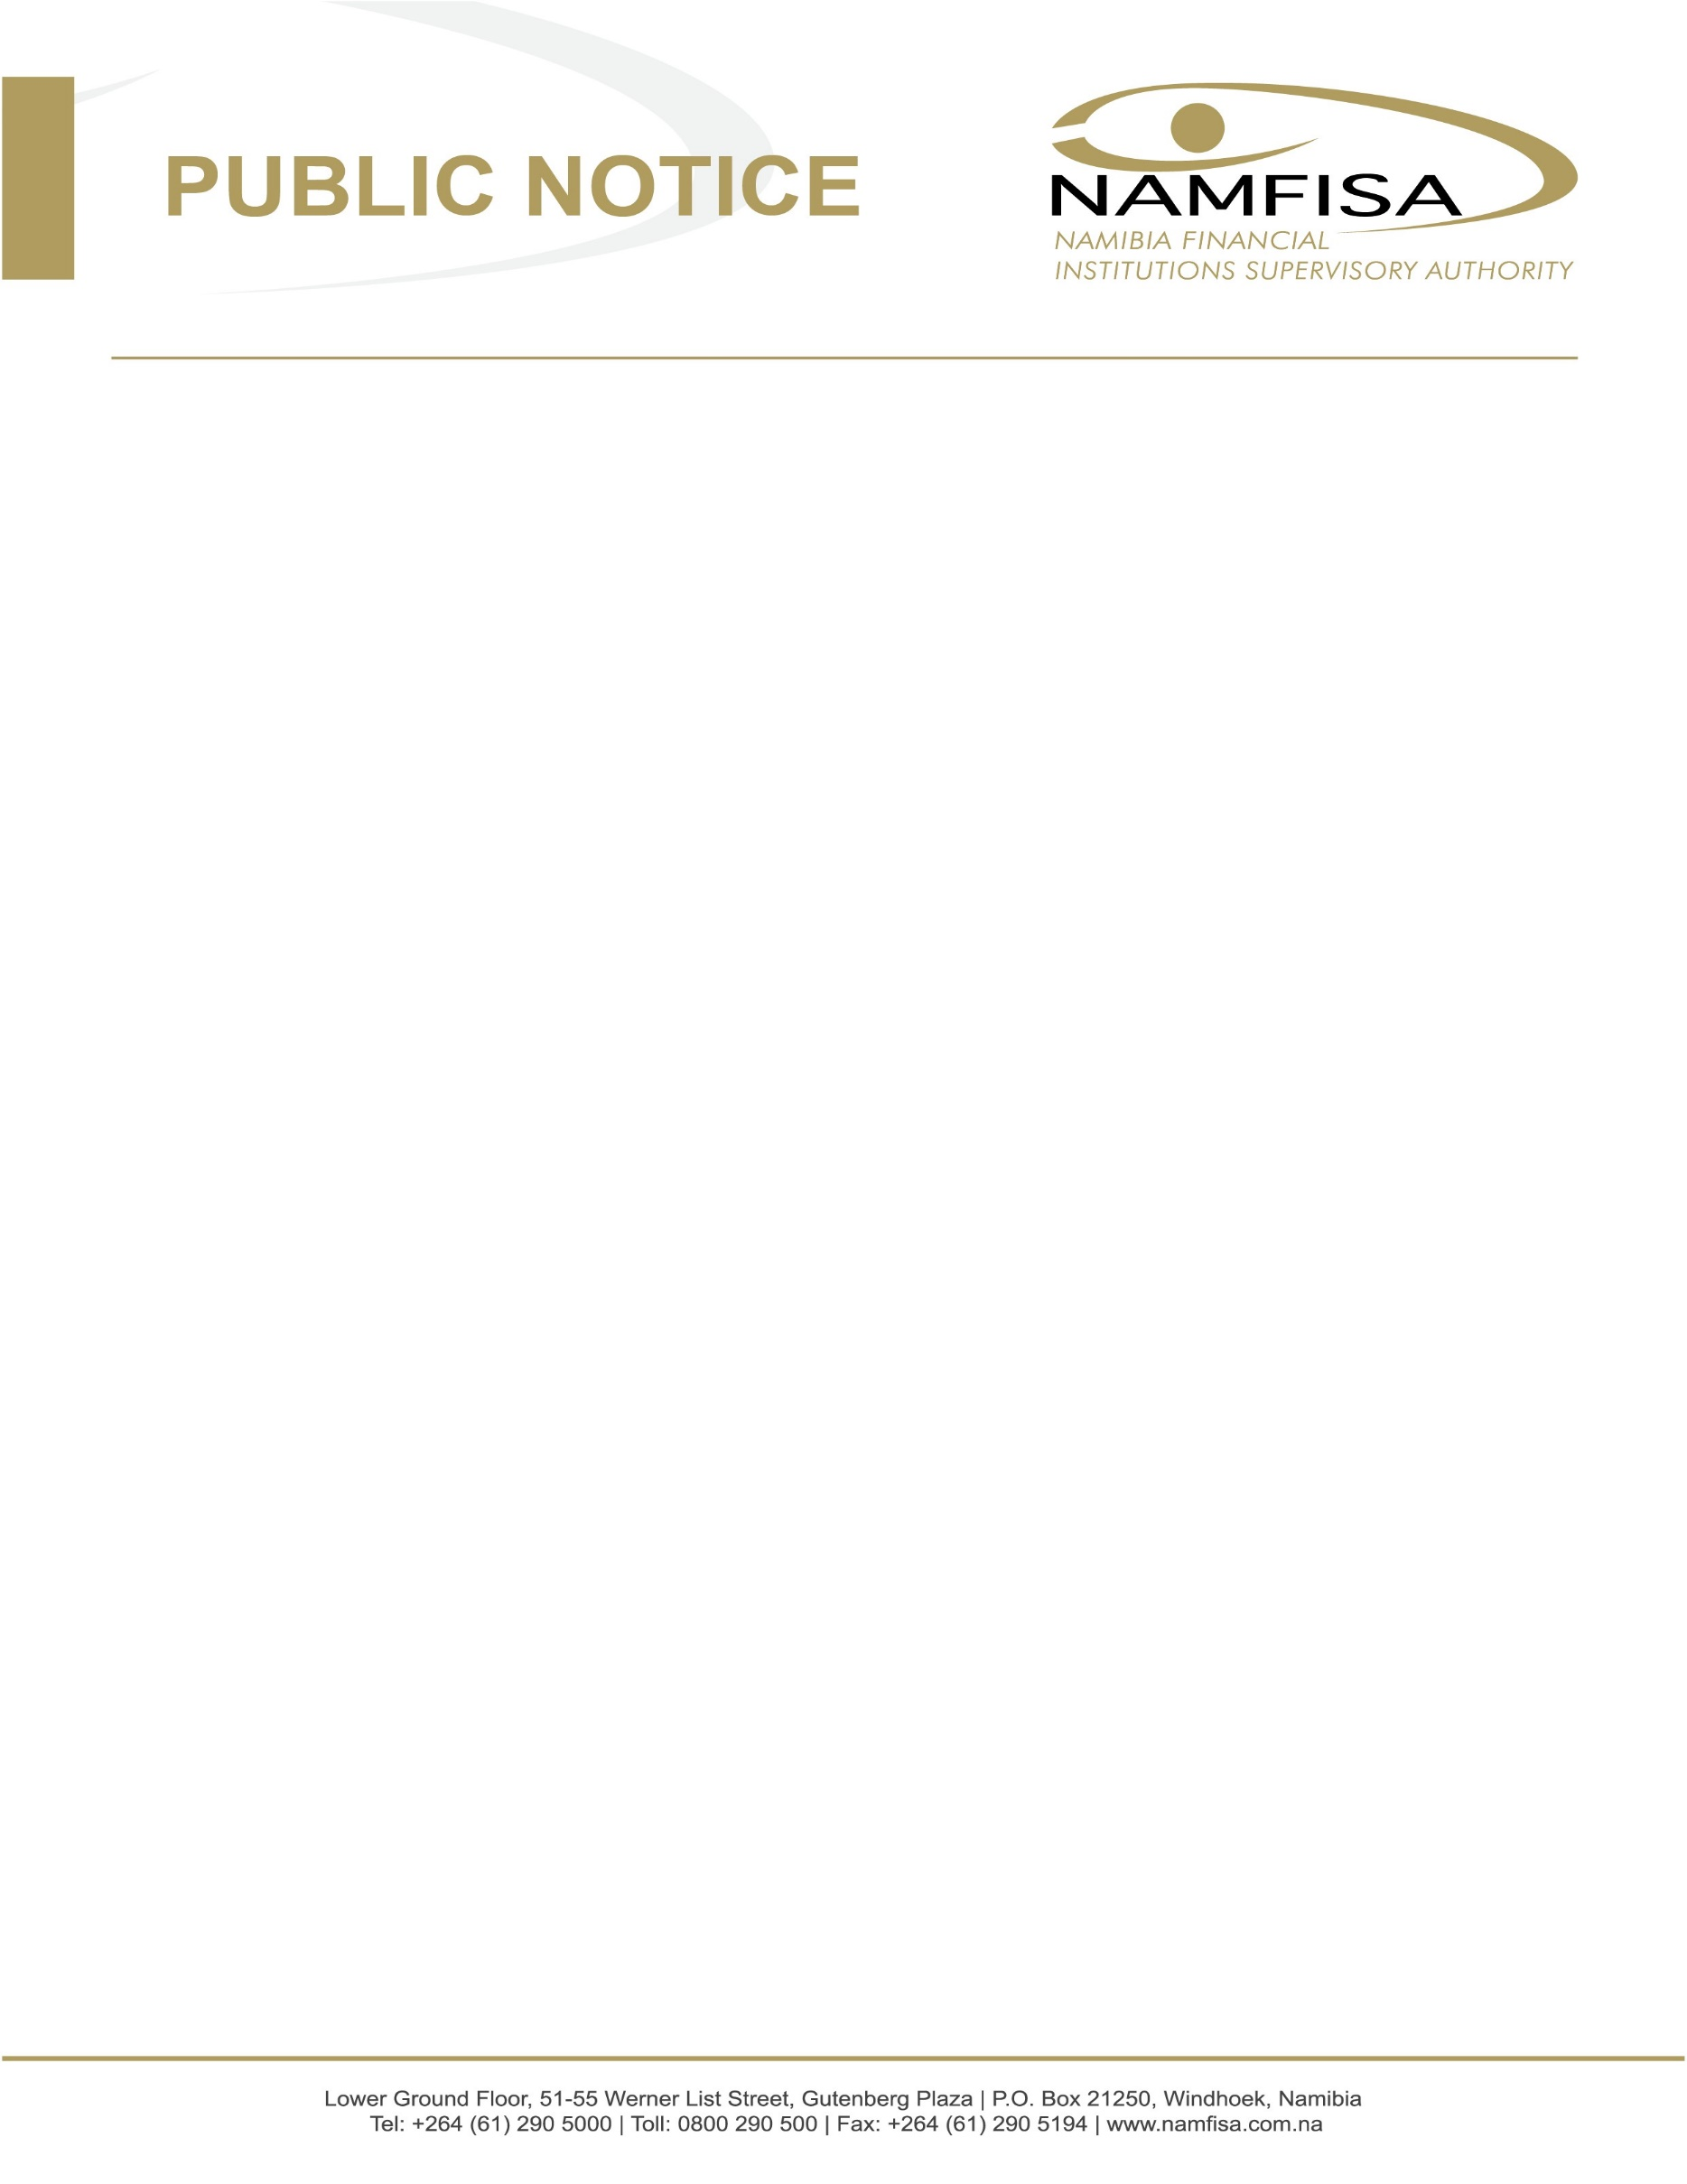 PUBLIC NOTICE
NAMFISA
NAMIBIA FINANCIAL
INSTITUTIONS SUPERVISORY AUTHORITY
Lower Ground Floor, 51-55 Werner List Street, Gutenberg Plaza | P.O. Box 21250, Windhoek, Namibia
Tel: +264 (61) 290 5000 | Toll: 0800 290 500 | Fax: +264 (61) 290 5194 | www.namfisa.com.na